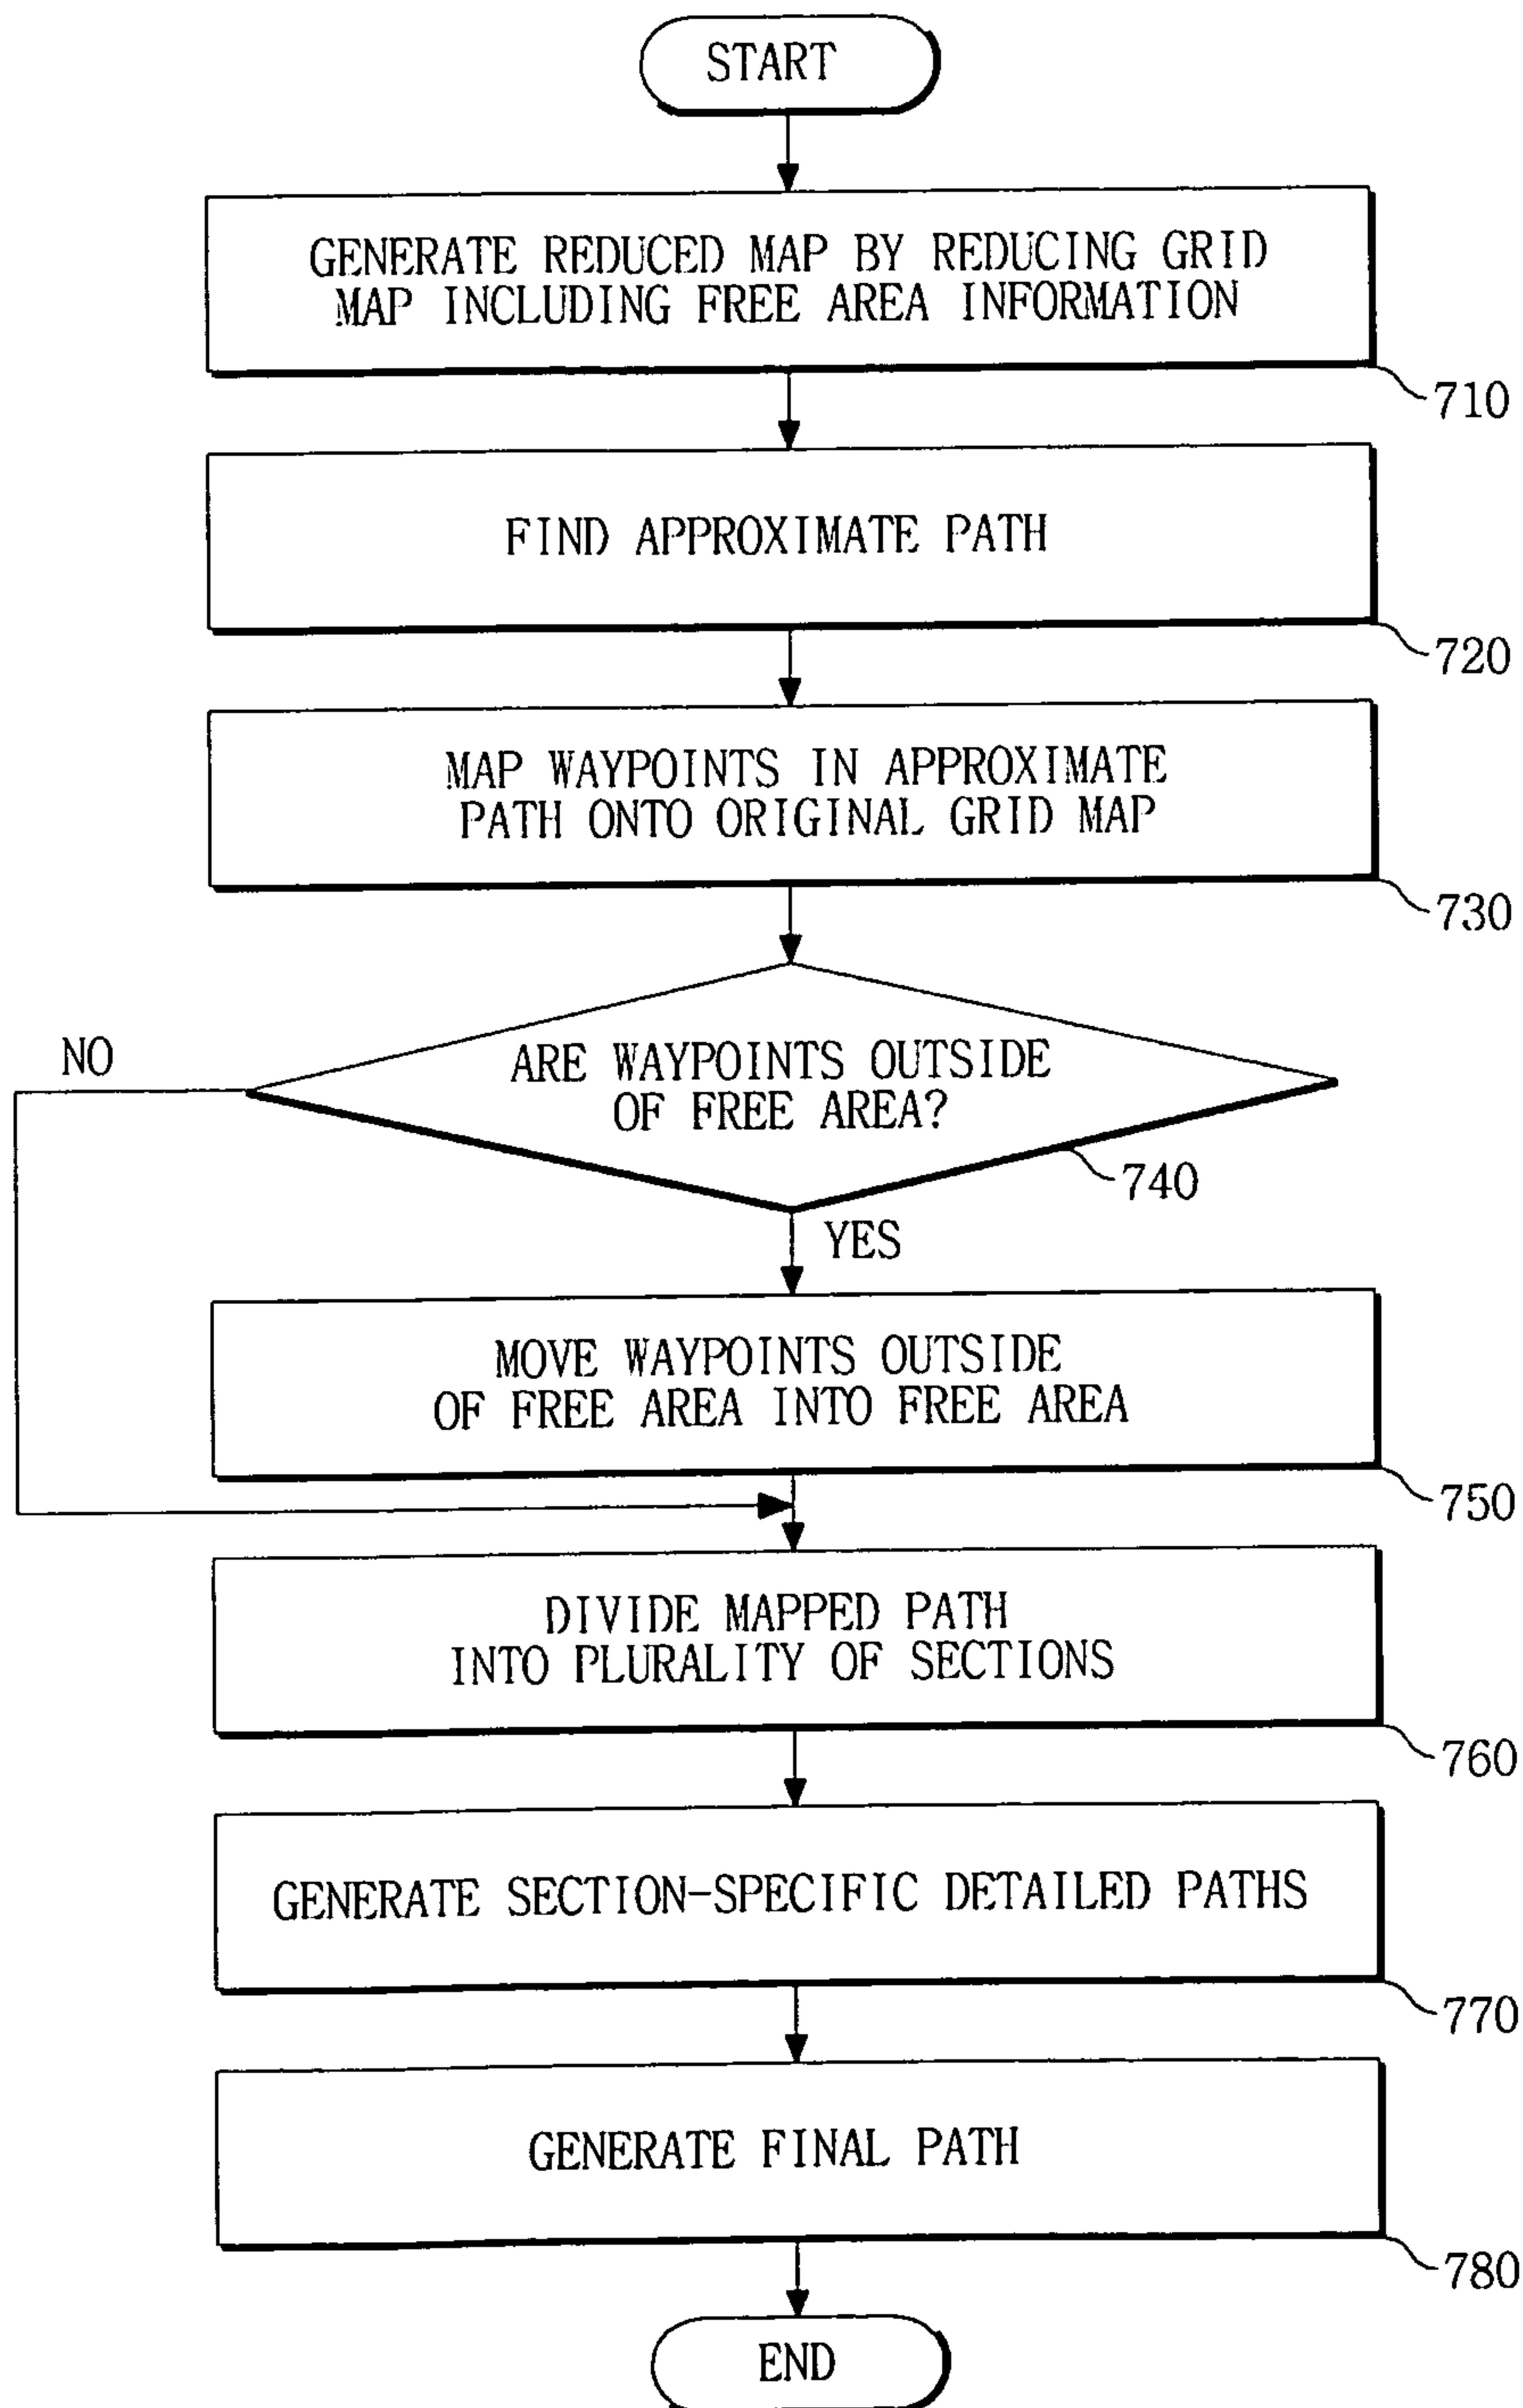 START
GENERATE REDUCED MAP BY REDUCING GRID
MAP INCLUDING FREE AREA INFORMATION
710
FIND APPROXIMATE PATH
720
MAP WAYPOINTS IN APPROXIMATE
PATH ONTO ORIGINAL GRID MAP
730
NO
ARE WAYPOINTS OUTSIDE
OF FREE AREA?
740
YES
MOVE WAYPOINTS OUTSIDE
OF FREE AREA INTO FREE AREA
750
DIVIDE MAPPED PATH
INTO PLURALITY OF SECTIONS
760
GENERATE SECTION-SPECIFIC DETAILED PATHS
770
GENERATE FINAL PATH
780
END